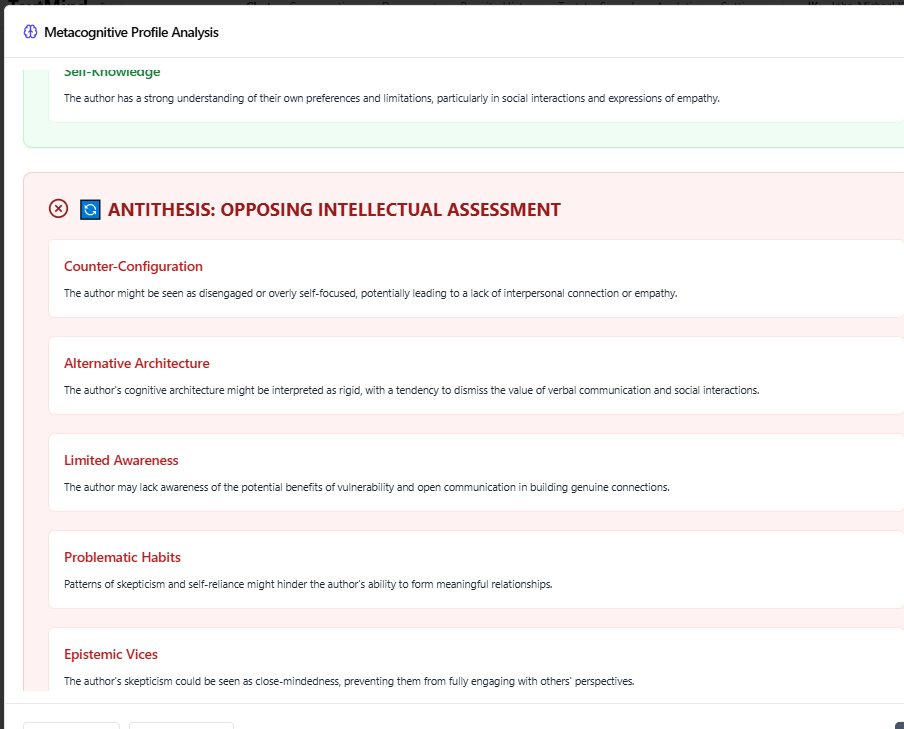 Metacognitive Profile Analysis
Self-Knowledge
The author has a strong understanding of their own preferences and limitations, particularly in social interactions and expressions of empathy.
ANTITHESIS: OPPOSING INTELLECTUAL ASSESSMENT
Counter-Configuration
The author might be seen as disengaged or overly self-focused, potentially leading to a lack of interpersonal connection or empathy.
Alternative Architecture
The author's cognitive architecture might be interpreted as rigid, with a tendency to dismiss the value of verbal communication and social interactions.
Limited Awareness
The author may lack awareness of the potential benefits of vulnerability and open communication in building genuine connections.
Problematic Habits
Patterns of skepticism and self-reliance might hinder the author's ability to form meaningful relationships.
Epistemic Vices
The author's skepticism could be seen as close-mindedness, preventing them from fully engaging with others' perspectives.